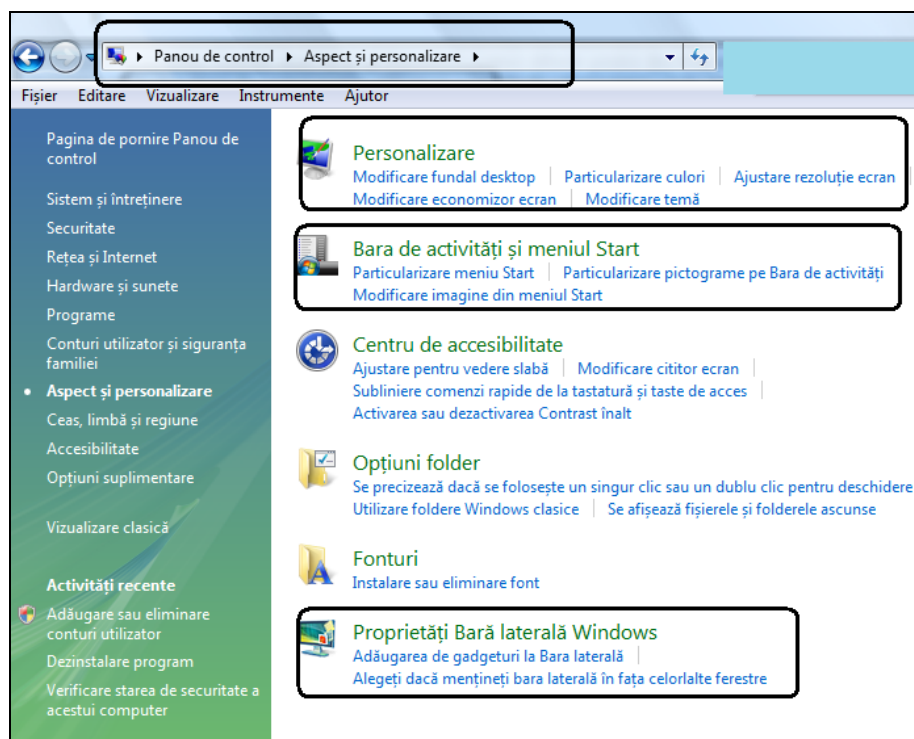 Panou de control ▸ Aspect și personalizare ▸
Fișier Editare Vizualizare Instrumente Ajutor
Pagina de pornire Panou de
control
Sistem și întreținere
Securitate
Rețea și Internet
Hardware și sunete
Programe
Conturi utilizator și siguranța
familiei
Aspect și personalizare
Ceas, limbă și regiune
Accesibilitate
Opțiuni suplimentare
Vizualizare clasică
Activități recente
Adăugare sau eliminare
conturi utilizator
Dezinstalare program
Verificare starea de securitate a
acestui computer
Personalizare
Modificare fundal desktop | Particularizare culori | Ajustare rezoluție ecran |
Modificare economizor ecran | Modificare temă
Bara de activități și meniul Start
Particularizare meniu Start | Particularizare pictograme pe Bara de activități
Modificare imagine din meniul Start
Centru de accesibilitate
Ajustare pentru vedere slabă | Modificare cititor ecran |
Subliniere comenzi rapide de la tastatură și taste de acces |
Activarea sau dezactivarea Contrast înalt
Opțiuni folder
Se precizează dacă se folosește un singur clic sau un dublu clic pentru deschidere
Utilizare foldere Windows clasice | Se afișează fișierele și folderele ascunse
Fonturi
Instalare sau eliminare font
Proprietăți Bară laterală Windows
Adăugarea de gadgeturi la Bara laterală |
Alegeți dacă mențineți bara laterală în fața celorlalte ferestre